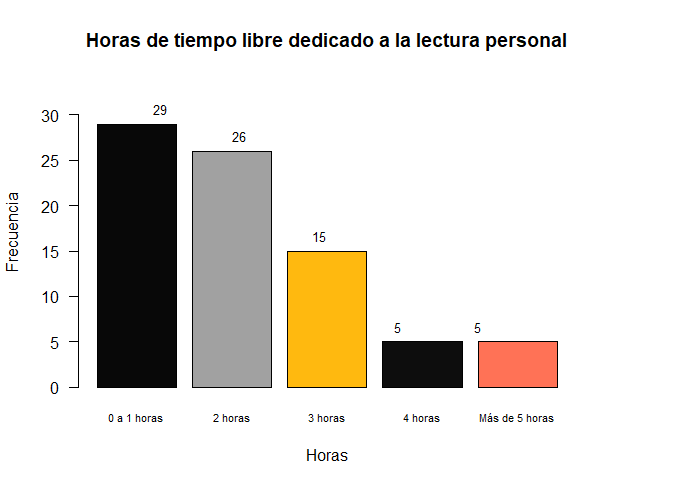 Horas de tiempo libre dedicado a la lectura personal
Frecuencia
30
25
20
15
10
5
0
29
26
15
5
5
0 a 1 horas
2 horas
3 horas
4 horas
Más de 5 horas
Horas